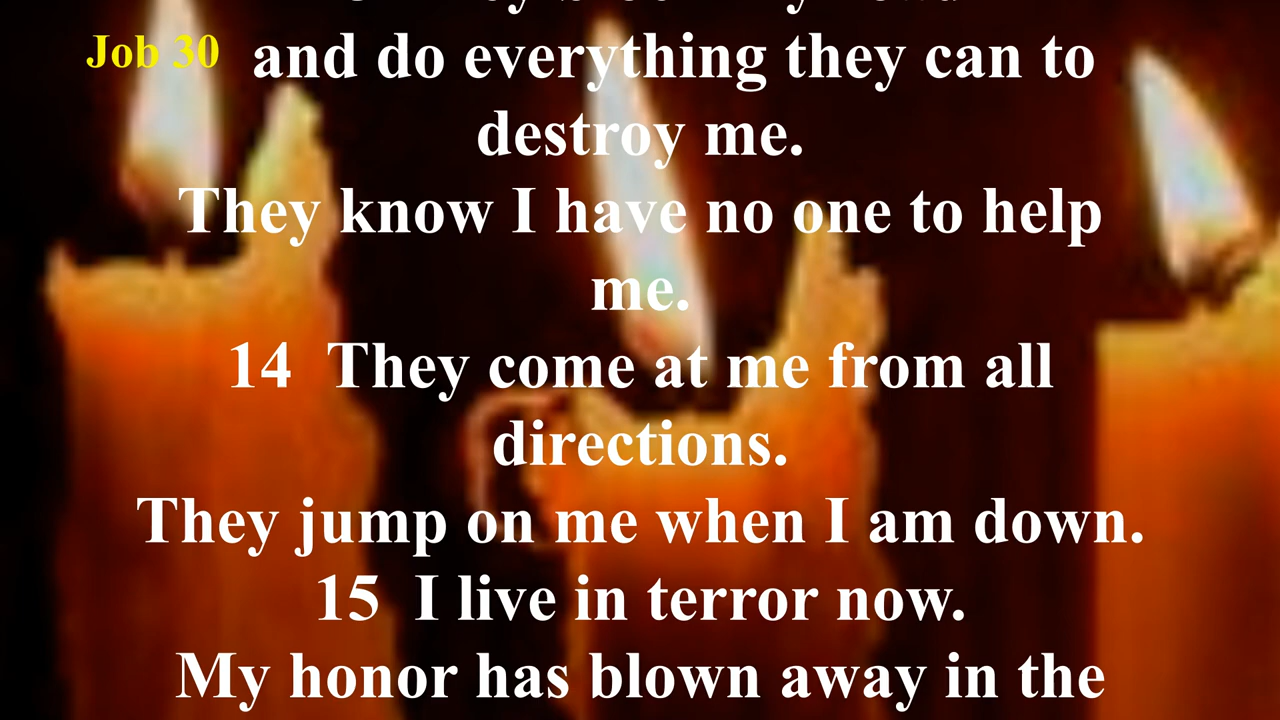 Job 30
and do everything they can to
destroy me.
They know I have no one to help
me.
14 They come at me from all
directions.
They jump on me when I am down.
15 I live in terror now.
My honor has blown away in the